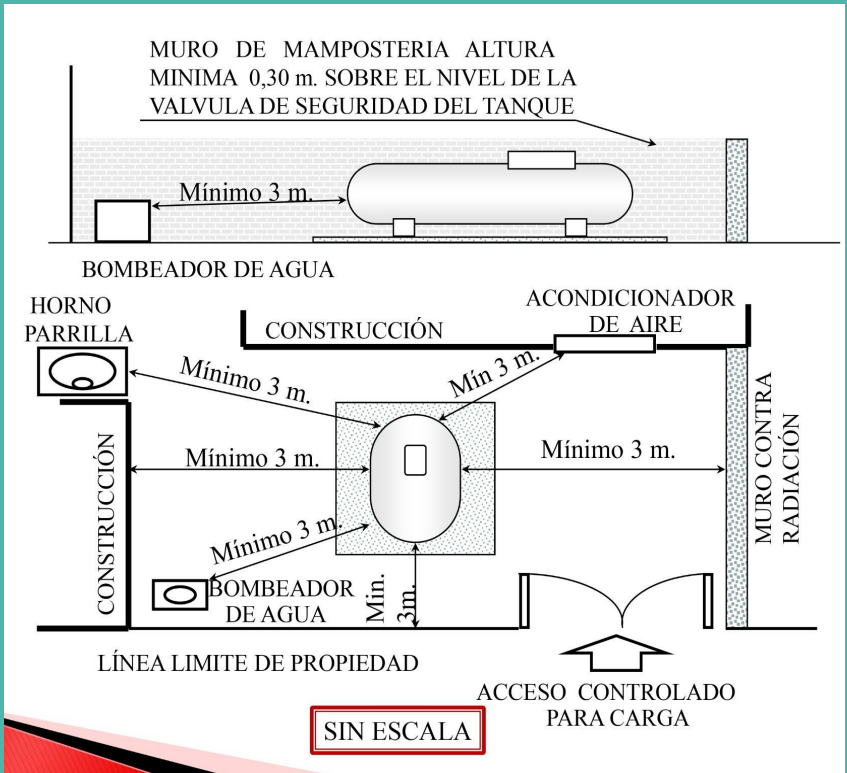 MURO DE MAMPOSTERIA ALTURA
MINIMA 0,30 m. SOBRE EL NIVEL DE LA
VALVULA DE SEGURIDAD DEL TANQUE
Mínimo 3 m.
BOMBEADOR DE AGUA
HORNO
PARRILLA
CONSTRUCCIÓN
ACONDICIONADOR
DE AIRE
Mínimo 3 m.
Mín 3 m.
CONSTRUCCIÓN
Mínimo 3 m.
Mínimo 3 m.
MURO CONTRA
RADIACIÓN
Mínimo 3 m.
BOMBEADOR
DE AGUA
Min.
3m.
LÍNEA LIMITE DE PROPIEDAD
ACCESO CONTROLADO
PARA CARGA
SIN ESCALA